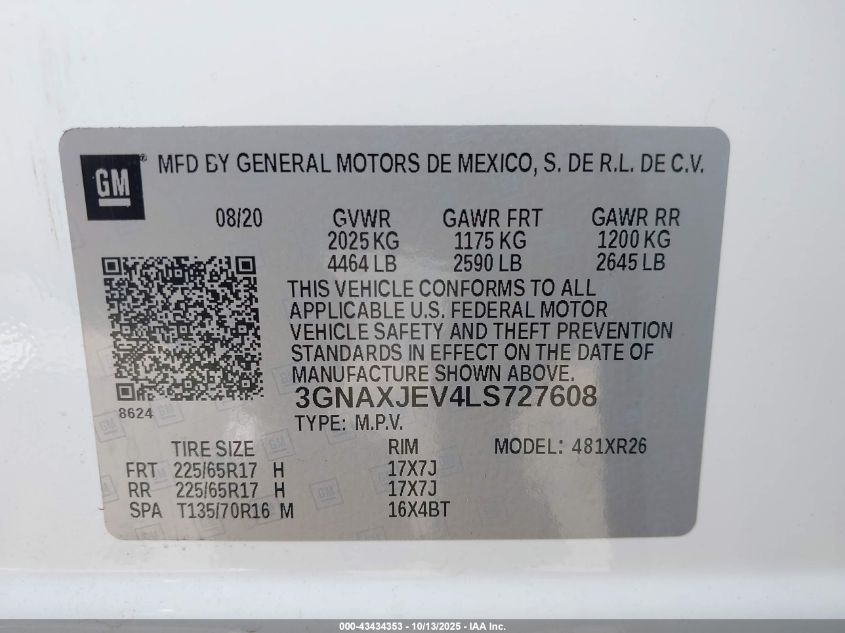 GM® MFD BY GENERAL MOTORS DE MEXICO, S. DE R.L. DE C.V.
08/20 GVWR GAWR FRT GAWR RR
2025 KG 1175 KG 1200 KG
4464 LB 2590 LB 2645 LB
THIS VEHICLE CONFORMS TO ALL
APPLICABLE U.S. FEDERAL MOTOR
VEHICLE SAFETY AND THEFT PREVENTION
STANDARDS IN EFFECT ON THE DATE OF
MANUFACTURE SHOWN ABOVE.
3GNAXJEV4LS727608
8624
TYPE: M.P.V.
TIRE SIZE RIM MODEL: 481XR26
FRT 225/65R17 H 17X7J
RR 225/65R17 H 17X7J
SPA T135/70R16 M 16X4BT
000-43434353 - 10/13/2025 - IAA Inc.